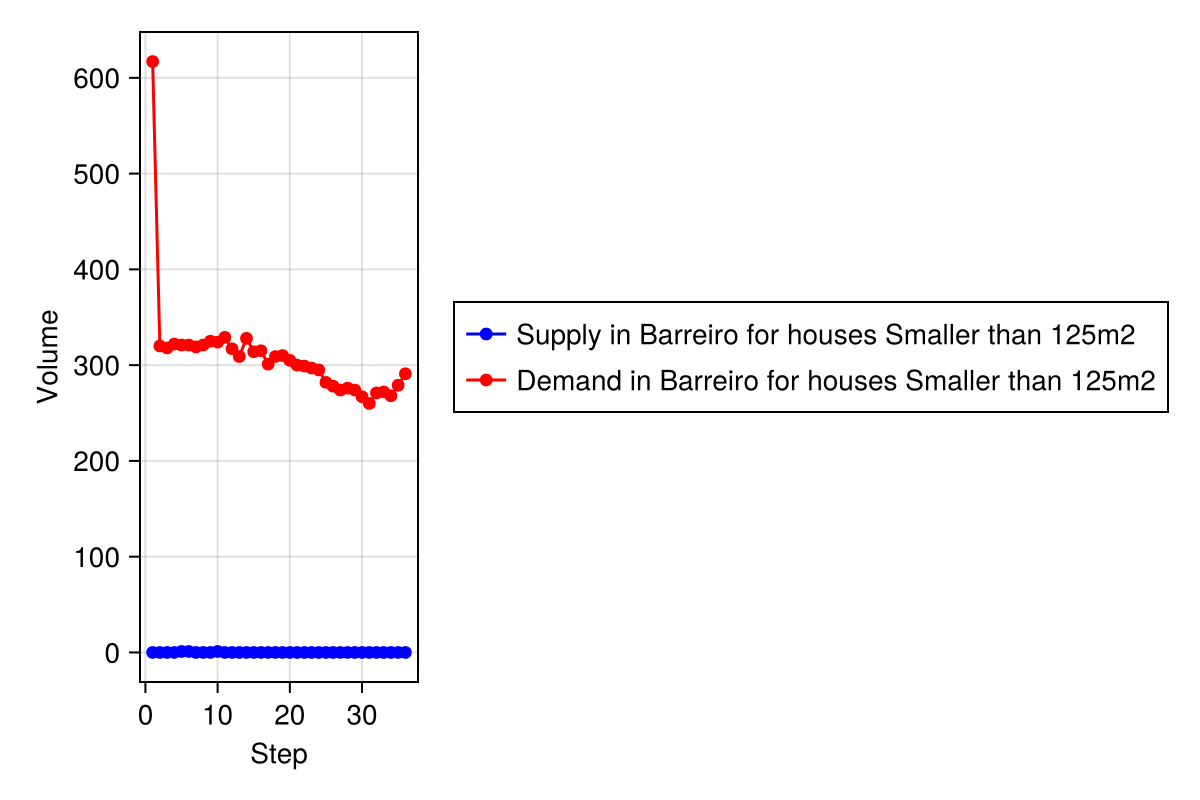 600
500
400
300
200
100
0
Volume
0 10 20 30
Step
Supply in Barreiro for houses Smaller than 125m2
Demand in Barreiro for houses Smaller than 125m2